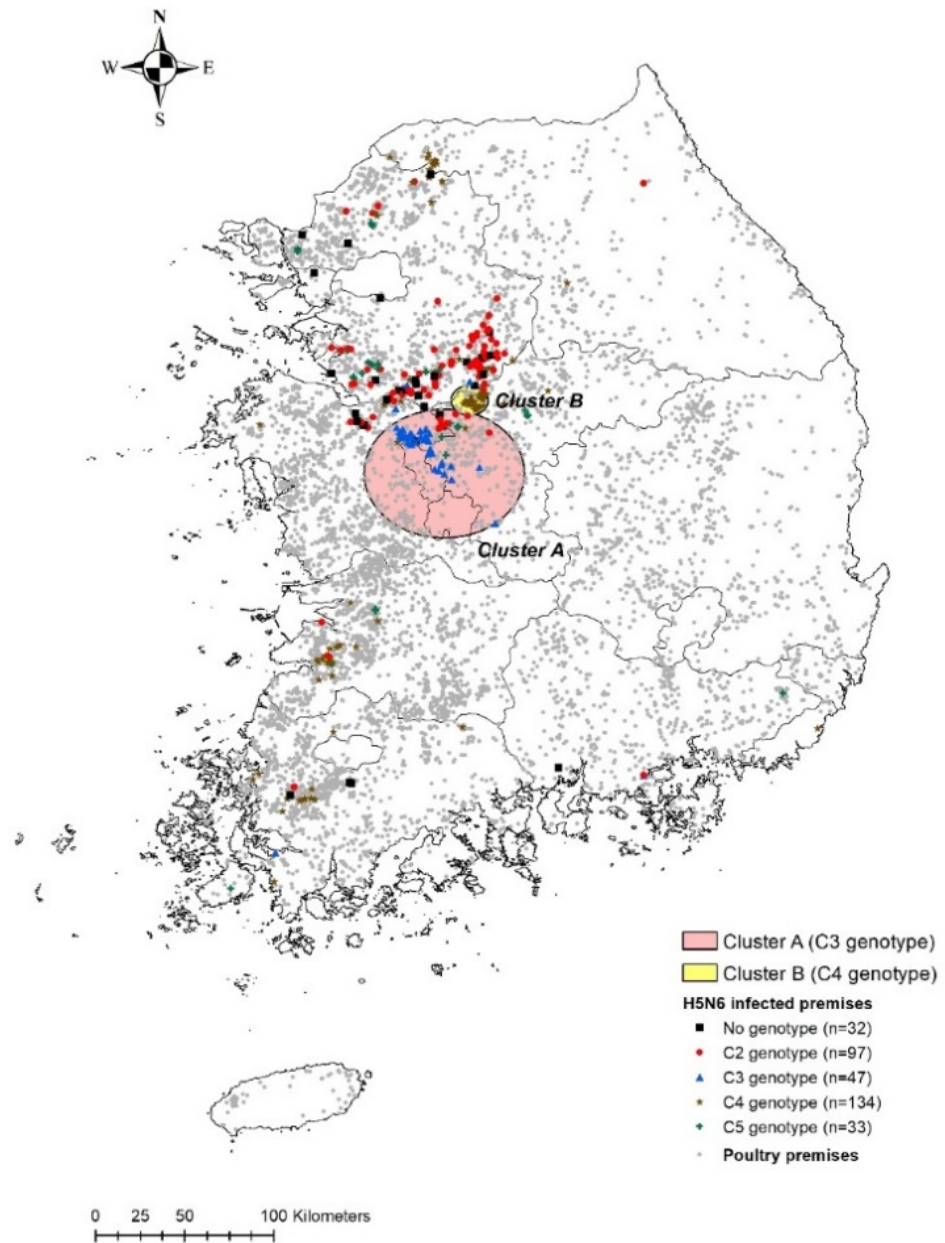 N
W E
S
Cluster B
Cluster A
Cluster A (C3 genotype)
Cluster B (C4 genotype)
H5N6 infected premises
No genotype (n=32)
C2 genotype (n=97)
C3 genotype (n=47)
C4 genotype (n=134)
C5 genotype (n=33)
Poultry premises
0 25 50 100 Kilometers